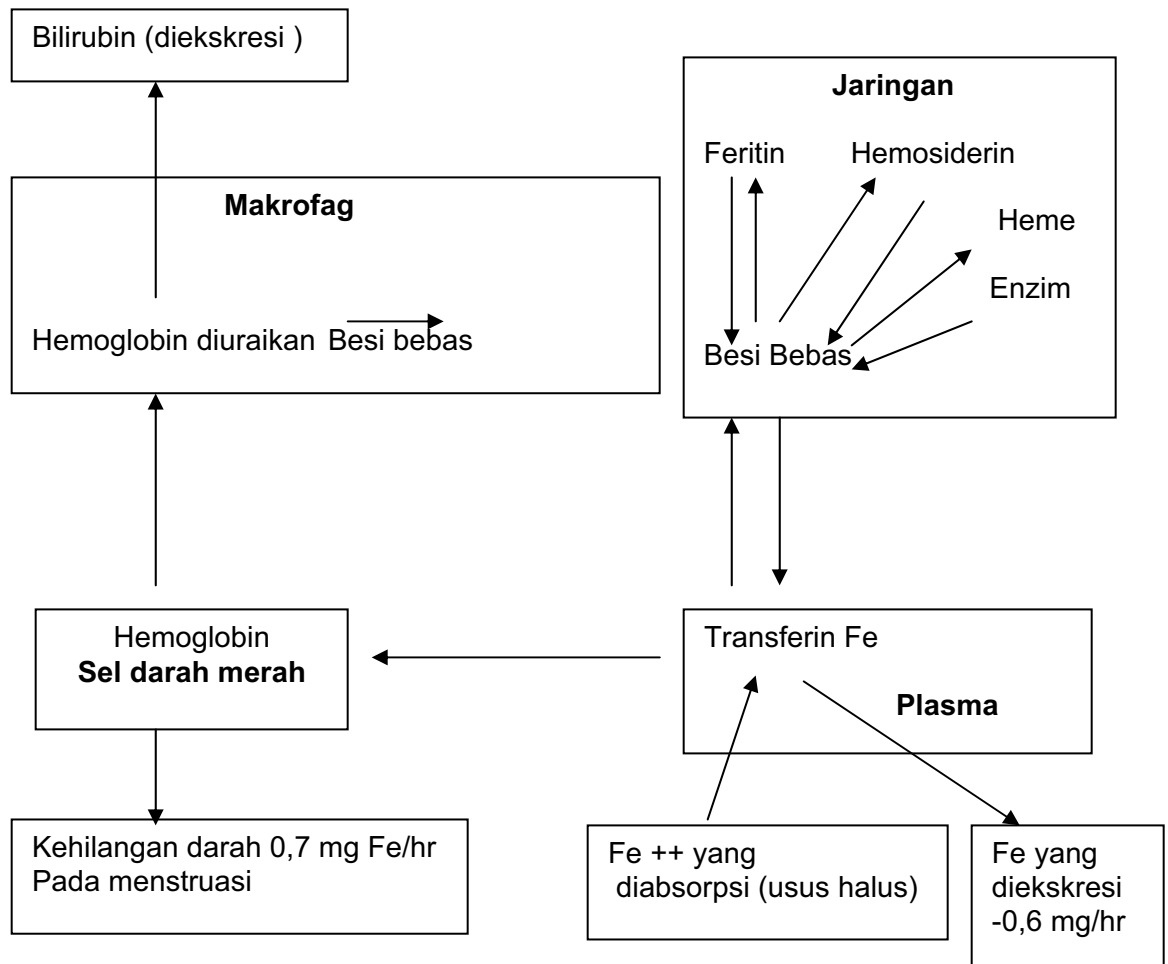 Bilirubin (diekskresi )
Jaringan
Feritin
Hemosiderin
Heme
Enzim
Besi Bebas
Makrofag
Hemoglobin diuraikan Besi bebas
Hemoglobin
Sel darah merah
Transferin Fe
Plasma
Kehilangan darah 0,7 mg Fe/hr
Pada menstruasi
Fe ++ yang
diabsorpsi (usus halus)
Fe yang
diekskresi
-0,6 mg/hr